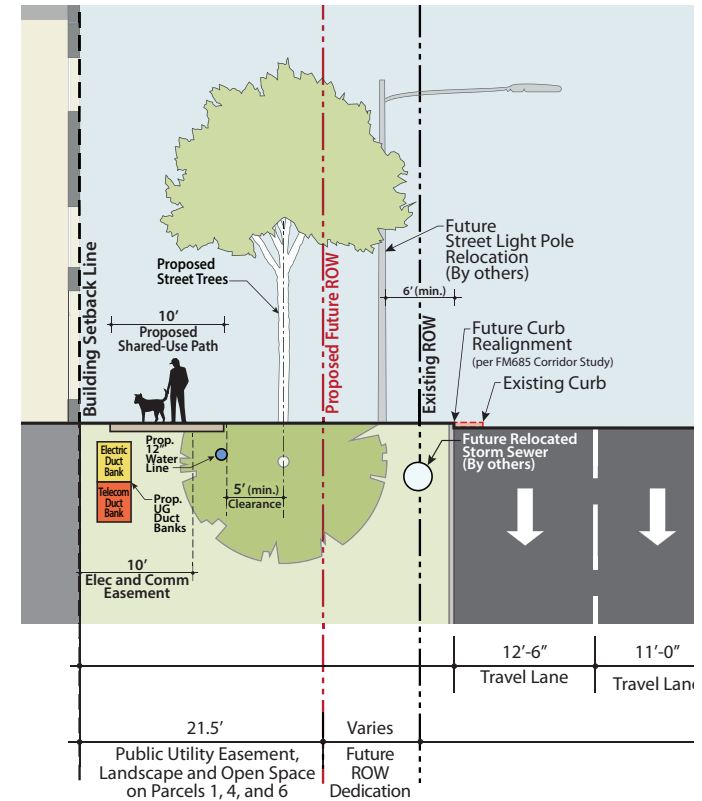 Building Setback Line
Proposed
Street Trees
Proposed Future ROW
Existing ROW
Future
Street Light Pole
Relocation
(By others)
6’ (min.)
10’
Proposed
Shared-Use Path
Future Curb
Realignment
(per FM685 Corridor Study)
Existing Curb
Electric
Duct
Bank
Telecom
Duct
Bank
Prop.
12”
Water
Line
Prop.
UG
Duct
Banks
5’ (min.)
Clearance
Future Relocated
Storm Sewer
(By others)
10’
Elec and Comm
Easement
12’-6”
Travel Lane
11’-0”
Travel Lan
21.5’
Public Utility Easement,
Landscape and Open Space
on Parcels 1, 4, and 6
Varies
Future
ROW
Dedication